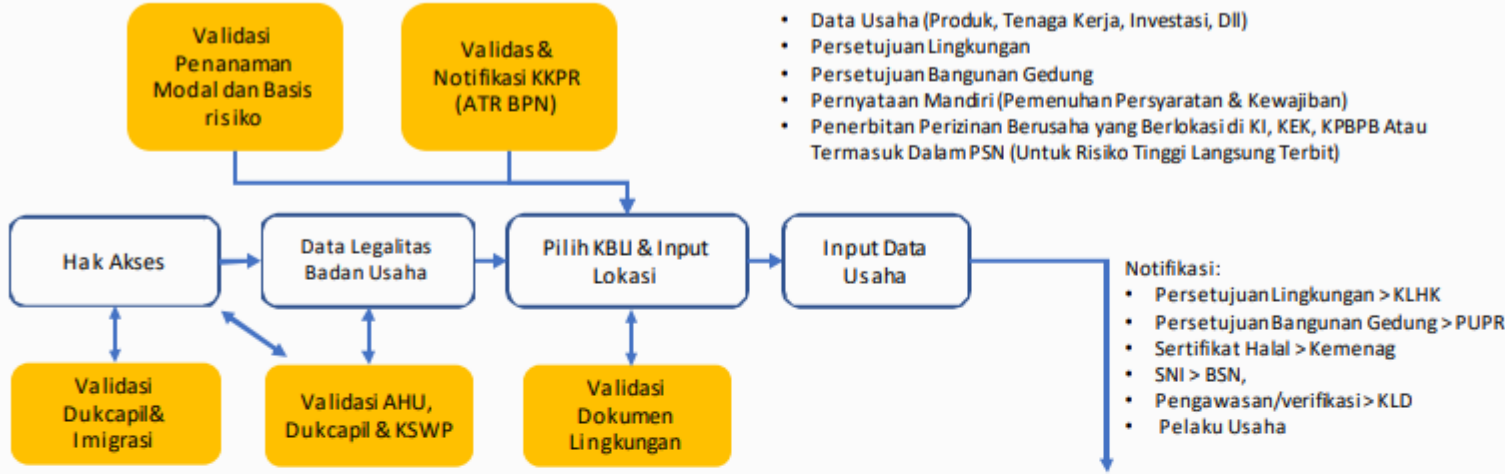 Validasi
Penanaman
Modal dan Basis
risiko
Validas &
Notifikasi KKPR
(ATR BPN)
• Data Usaha (Produk, Tenaga Kerja, Investasi, Dll)
• Persetujuan Lingkungan
• Persetujuan Bangunan Gedung
• Pernyataan Mandiri (Pemenuhan Persyaratan & Kewajiban)
• Penerbitan Perizinan Berusaha yang Berlokasi di KI, KEK, KPBPB Atau
Termasuk Dalam PSN (Untuk Risiko Tinggi Langsung Terbit)
Hak Akses
Data Legalitas
Badan Usaha
Pilih KBLI & Input
Lokasi
Input Data
Usaha
Notifikasi:
• Persetujuan Lingkungan > KLHK
• Persetujuan Bangunan Gedung > PUPR
• Sertifikat Halal > Kemenag
• SNI > BSN,
• Pengawasan/verifikasi > KLD
• Pelaku Usaha
Validasi
Dukcapil&
Imigrasi
Validasi AHU,
Dukcapil & KSWP
Validasi
Dokumen
Lingkungan